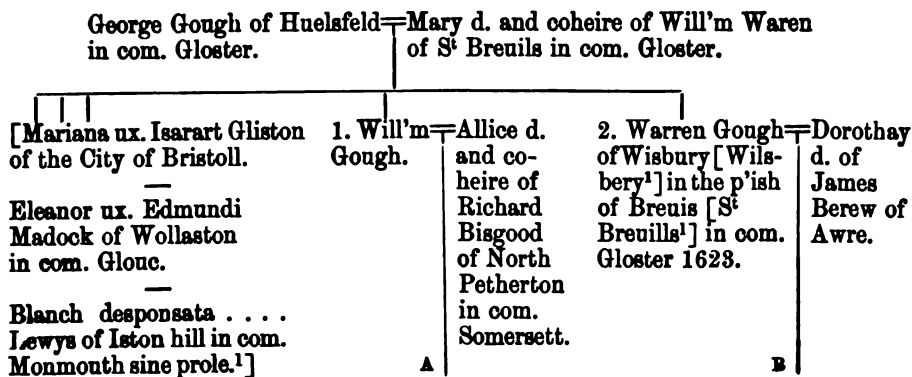 George Gough of Huelsfeld
in com. Gloster.
Mary d. and coheire of Will'm Waren
of St Breuils in com. Gloster.
[Mariana ux. Isarart Gliston
of the City of Bristoll.
Eleanor ux. Edmundi
Madock of Wollaston
in com. Glouc.
Blanch desponsata . . . .
Lewys of Iston hill in com.
Monmouth sine prole.1]
1. Will'm
Gough.
Allice d.
and co-
heire of
Richard
Bisgood
of North
Petherton
in com.
Somersett.
A
2. Warren Gough
of Wisbury [Wils-
bery1] in the p'ish
of Breuis [St
Breuills1] in com.
Gloster 1623.
Dorothay
d. of
James
Berew of
Awre.
B